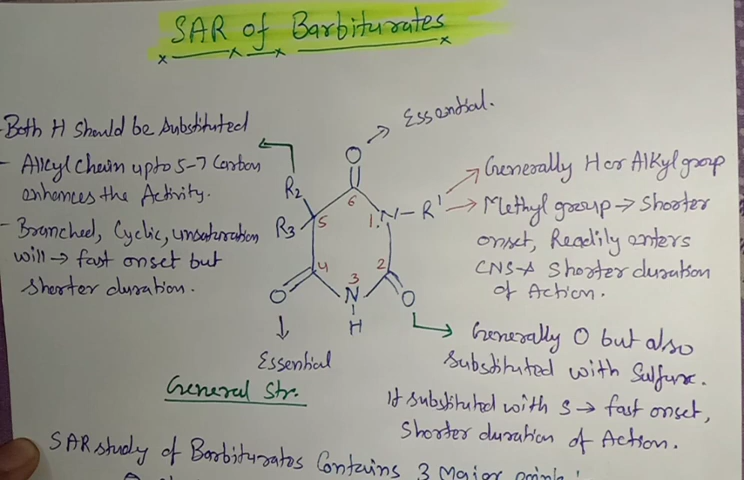 SAR of Barbiturates
Both H should be substituted
- Alkyl chain upto 5-7 Carbon
enhances the Activity.
- Branched, Cyclic, unsaturation
will → fast onset but
shorter duration.
Essential.
O
6
R2
R3
5
1.
N - R'
4
3
2
O
N
H
O
Essential
General Str.
Generally H or Alkyl group
Methyl group → Shorter
onset, Readily enters
CNS → Shorter duration
of Action.
Generally O but also
substituted with Sulfur.
If substituted with S → fast onset,
Shorter duration of Action.
SAR study of Barbiturates Contains 3 Major